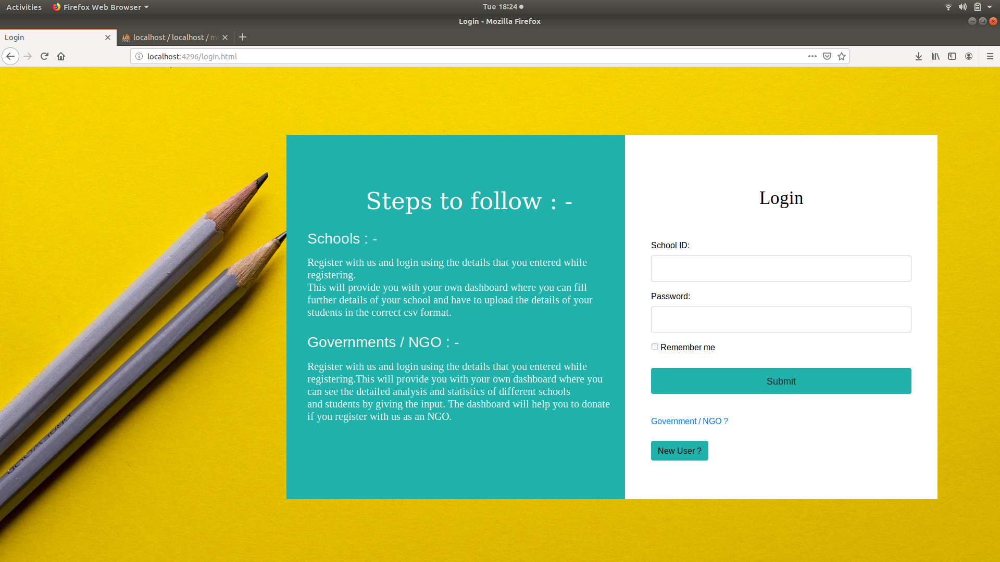 Activities Firefox Web Browser Tue 18:24
Login - Mozilla Firefox
Login localhost / localhost /
localhost:4296/login.html
Steps to follow : -
Schools : -
Register with us and login using the details that you entered while
registering.
This will provide you with your own dashboard where you can fill
further details of your school and have to upload the details of your
students in the correct csv format.
Governments / NGO : -
Register with us and login using the details that you entered while
registering.This will provide you with your own dashboard where you
can see the detailed analysis and statistics of different schools
and students by giving the input. The dashboard will help you to donate
if you register with us as an NGO.
Login
School ID:
Password:
Remember me
Submit
Government / NGO ?
New User ?